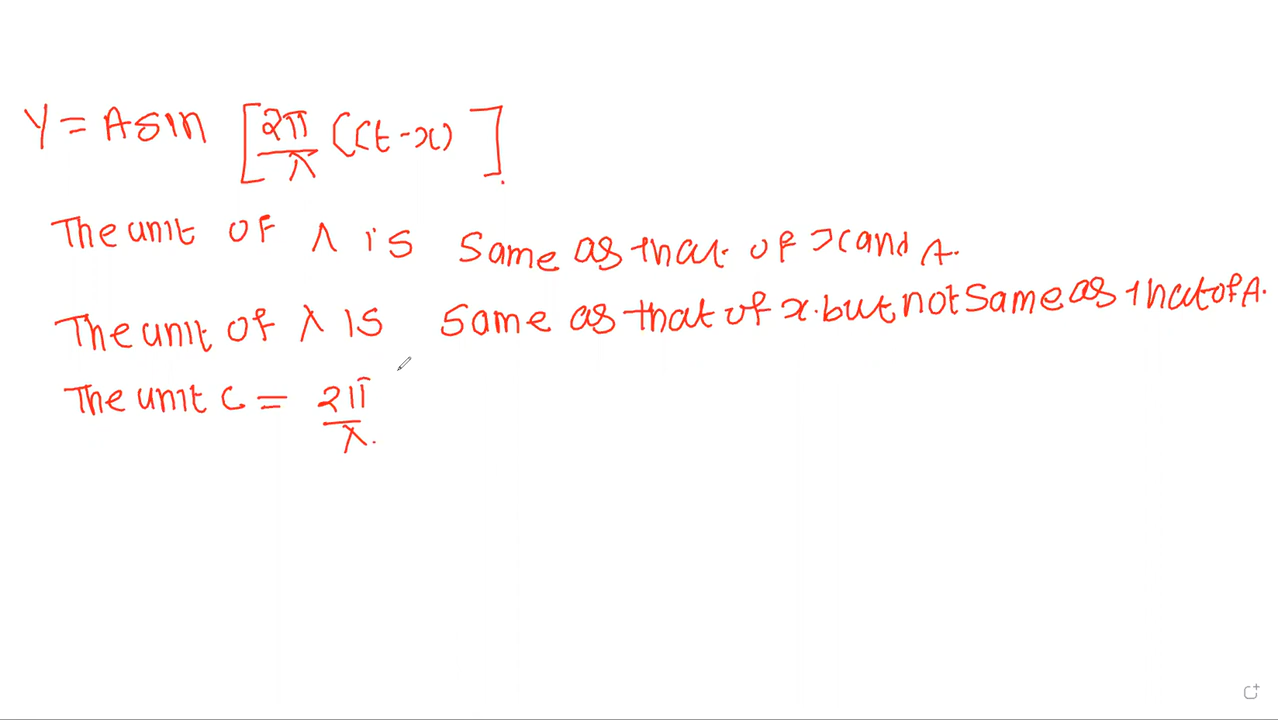 Y = A sin [2π/λ (ct - x)]
The unit of λ is same as that of x and A.
The unit of λ is same as that of x. but not same as that of A.
The unit C = 2π/λ.